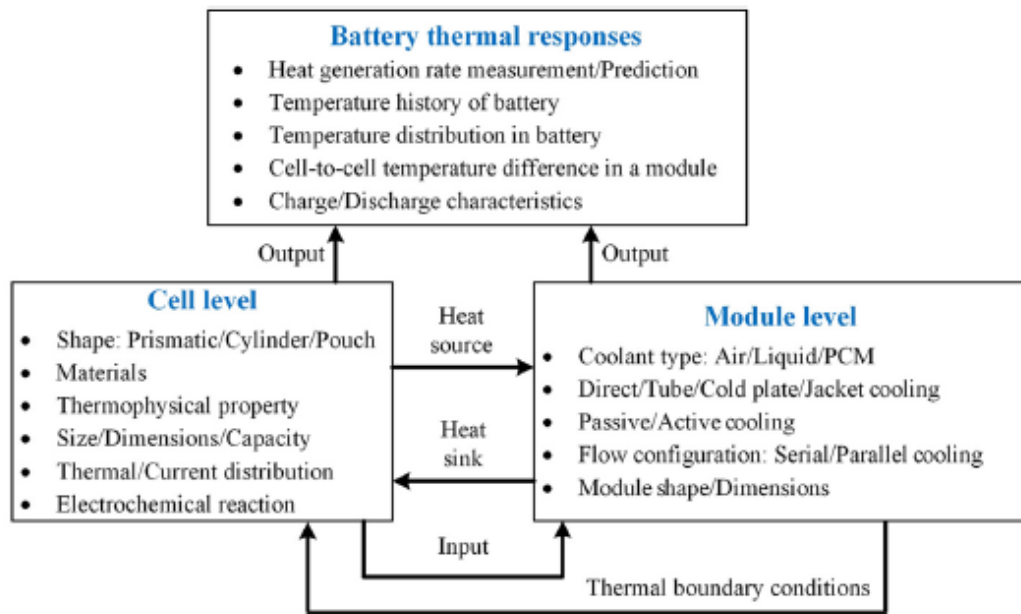 Battery thermal responses
• Heat generation rate measurement/Prediction
• Temperature history of battery
• Temperature distribution in battery
• Cell-to-cell temperature difference in a module
• Charge/Discharge characteristics
Output
Output
Cell level
• Shape: Prismatic/Cylinder/Pouch
• Materials
• Thermophysical property
• Size/Dimensions/Capacity
• Thermal/Current distribution
• Electrochemical reaction
Heat
source
Heat
sink
Module level
• Coolant type: Air/Liquid/PCM
• Direct/Tube/Cold plate/Jacket cooling
• Passive/Active cooling
• Flow configuration: Serial/Parallel cooling
• Module shape/Dimensions
Input
Thermal boundary conditions